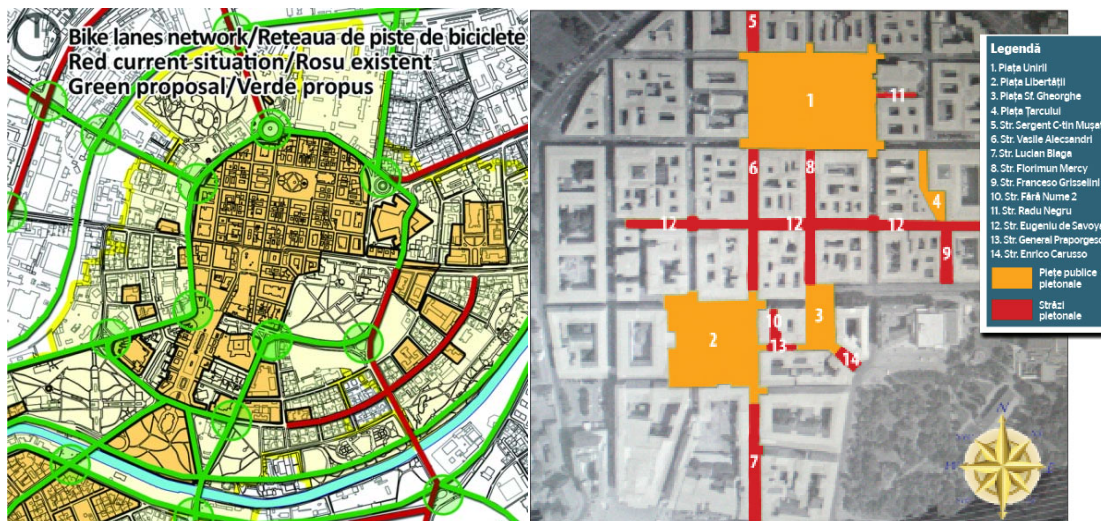 Bike lanes network/Rețeaua de piste de biciclete
Red current situation/Rosu existent
Green proposal/Verde propus
5
1
11
6
8
4
12
12
12
9
2
10
3
13
14
7
N
Legendă
1. Piața Unirii
2. Piața Libertății
3. Piața Sf. Gheorghe
4. Piața Țarcului
5. Str. Sergent C-tin Mușat
6. Str. Vasile Alecsandri
7. Str. Lucian Blaga
8. Str. Florimun Mercy
9. Str. Franceso Grisselini
10. Str. Fără Nume 2
11. Str. Radu Negru
12. Str. Eugeniu de Savoya
13. Str. General Praporgescu
14. Str. Enrico Carusso
Piețe publice
pietonale
Străzi
pietonale